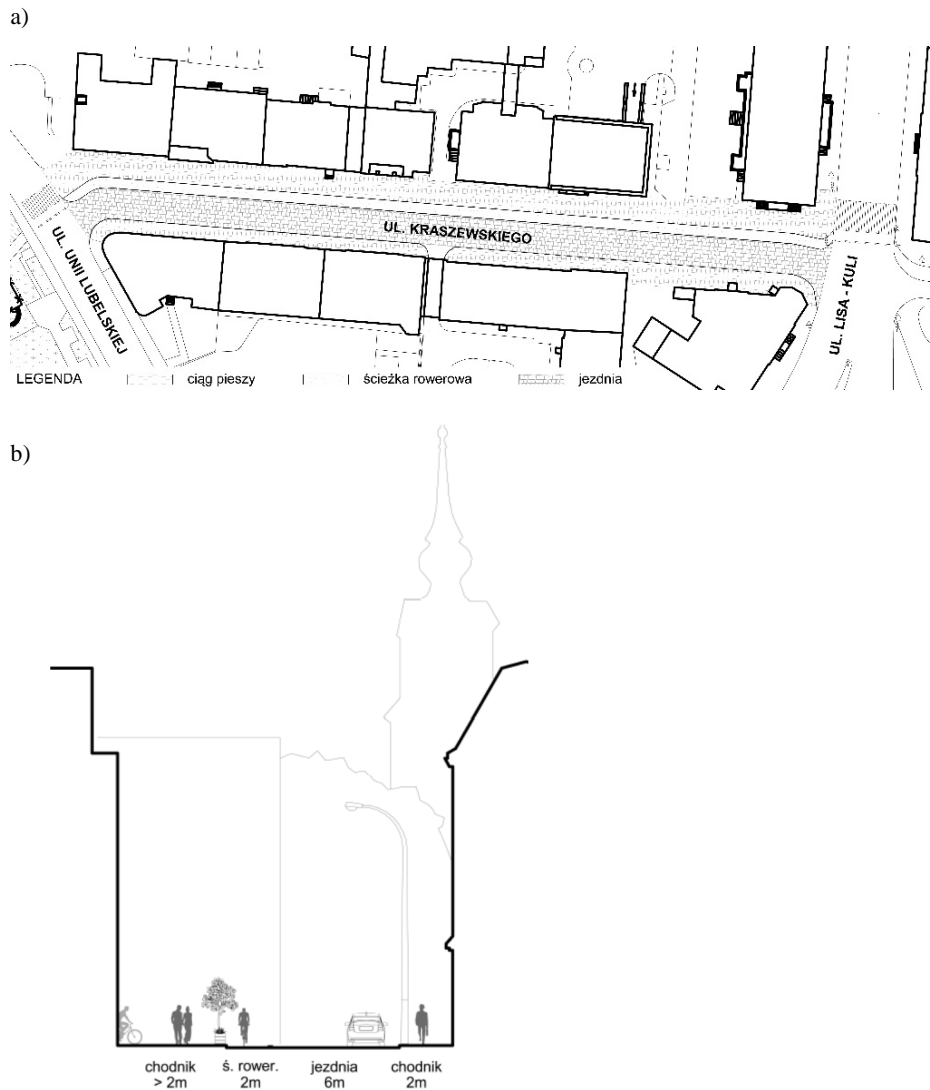 a)
UL. KRASZEWSKIEGO
UL. UNII LUBELSKIEJ
UL. LISA - KULI
LEGENDA ciąg pieszy ścieżka rowerowa jezdnia
b)
chodnik ś. rower. jezdnia chodnik
> 2m 2m 6m 2m